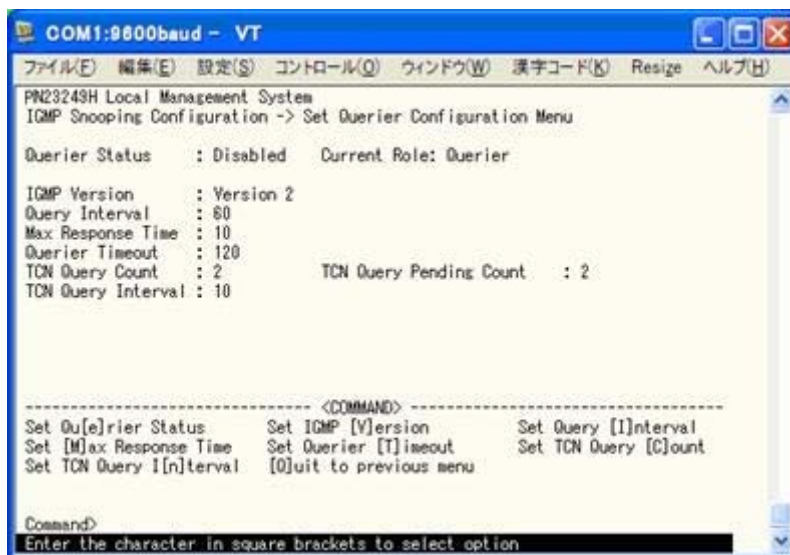 COM1:9600baud - VT
ファイル(F) 編集(E) 設定(S) コントロール(O) ウィンドウ(W) 漢字コード(K) Resize ヘルプ(H)
PN23249H Local Management System
IGMP Snooping Configuration -> Set Querier Configuration Menu
Querier Status : Disabled Current Role: Querier
IGMP Version : Version 2
Query Interval : 60
Max Response Time : 10
Querier Timeout : 120
TCN Query Count : 2 TCN Query Pending Count : 2
TCN Query Interval : 10
------------------------------- <COMMAND> -------------------------------
Set Qu[e]rier Status Set IGMP [V]ersion Set Query [I]nterval
Set [M]ax Response Time Set Querier [T]imeout Set TCN Query [C]ount
Set TCN Query I[n]terval [Q]uit to previous menu
Command>
Enter the character in square brackets to select option